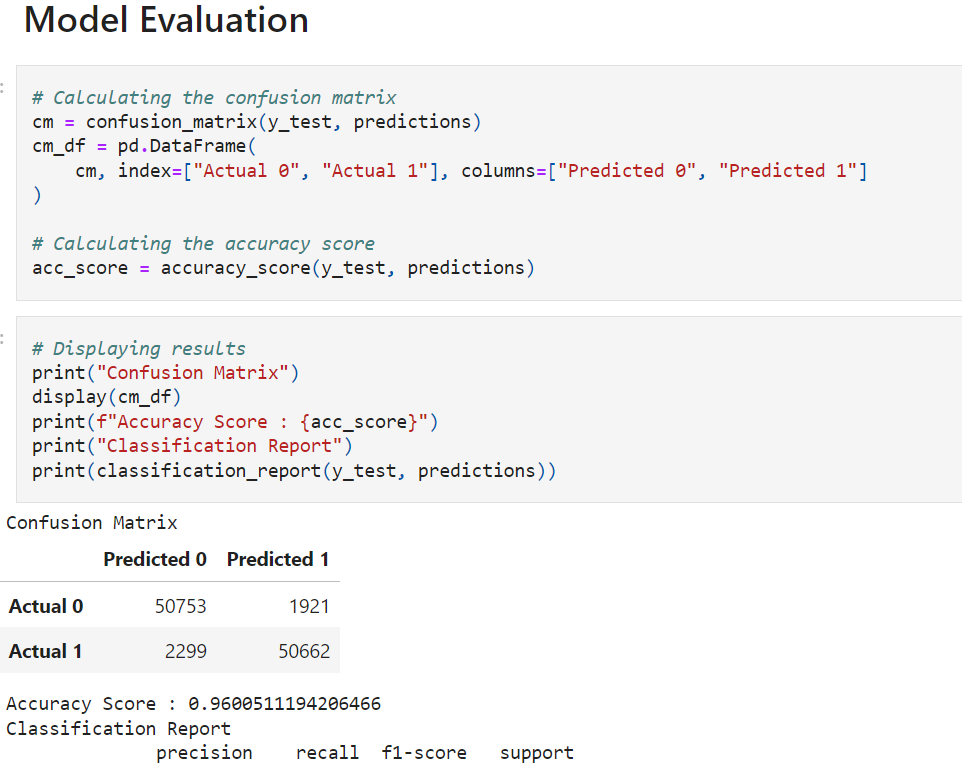 Model Evaluation
# Calculating the confusion matrix
cm = confusion_matrix(y_test, predictions)
cm_df = pd.DataFrame(
    cm, index=["Actual 0", "Actual 1"], columns=["Predicted 0", "Predicted 1"]
)
# Calculating the accuracy score
acc_score = accuracy_score(y_test, predictions)
# Displaying results
print("Confusion Matrix")
display(cm_df)
print(f"Accuracy Score : {acc_score}")
print("Classification Report")
print(classification_report(y_test, predictions))
Confusion Matrix
Predicted 0 Predicted 1
Actual 0 50753 1921
Actual 1 2299 50662
Accuracy Score : 0.9600511194206466
Classification Report
precision recall f1-score support